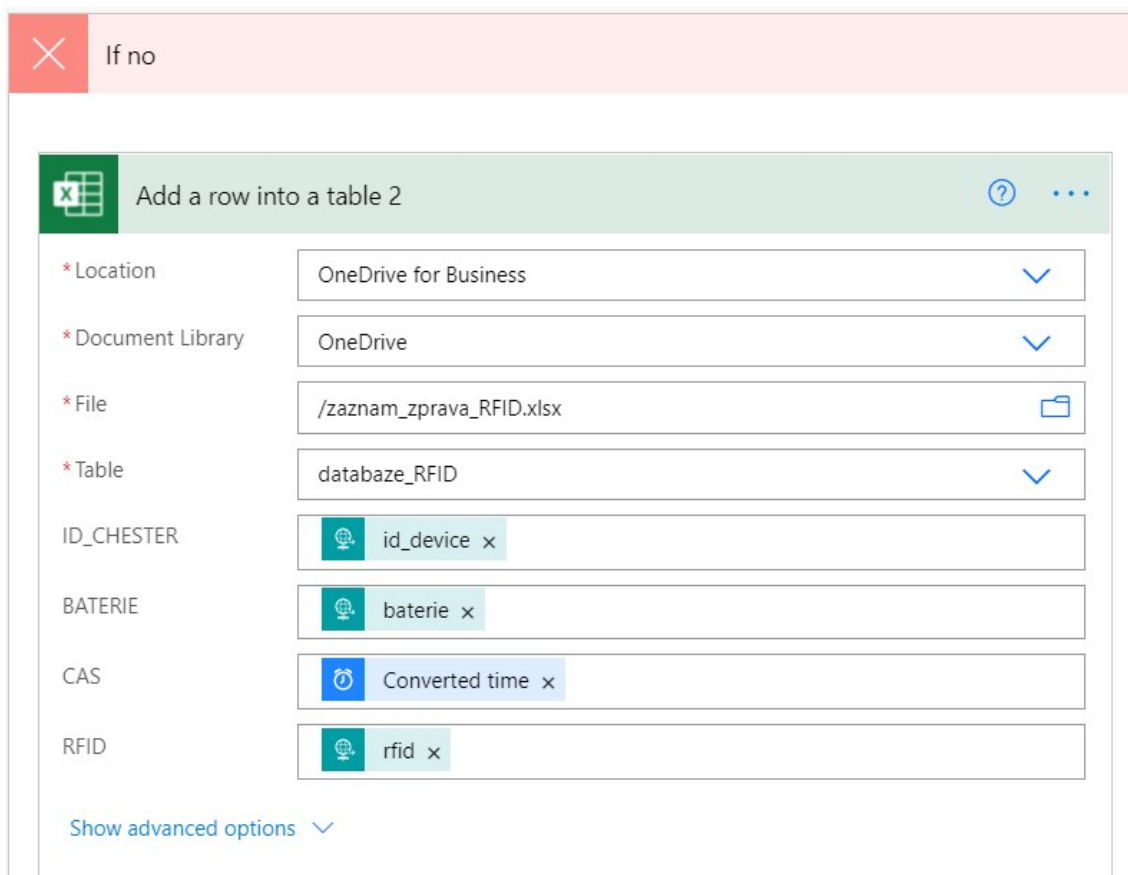 If no
Add a row into a table 2
* Location OneDrive for Business
* Document Library OneDrive
* File /zaznam_zprava_RFID.xlsx
* Table databaze_RFID
ID_CHESTER id_device ×
BATERIE baterie ×
CAS Converted time ×
RFID rfid ×
Show advanced options